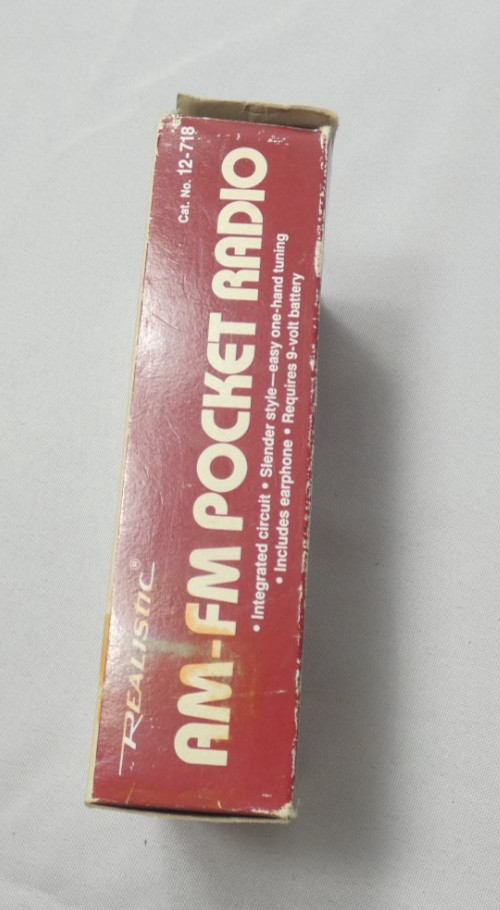 REALISTIC®
Cat. No. 12-718
AM-FM POCKET RADIO
• Integrated circuit • Slender style—easy one-hand tuning
• Includes earphone • Requires 9-volt battery